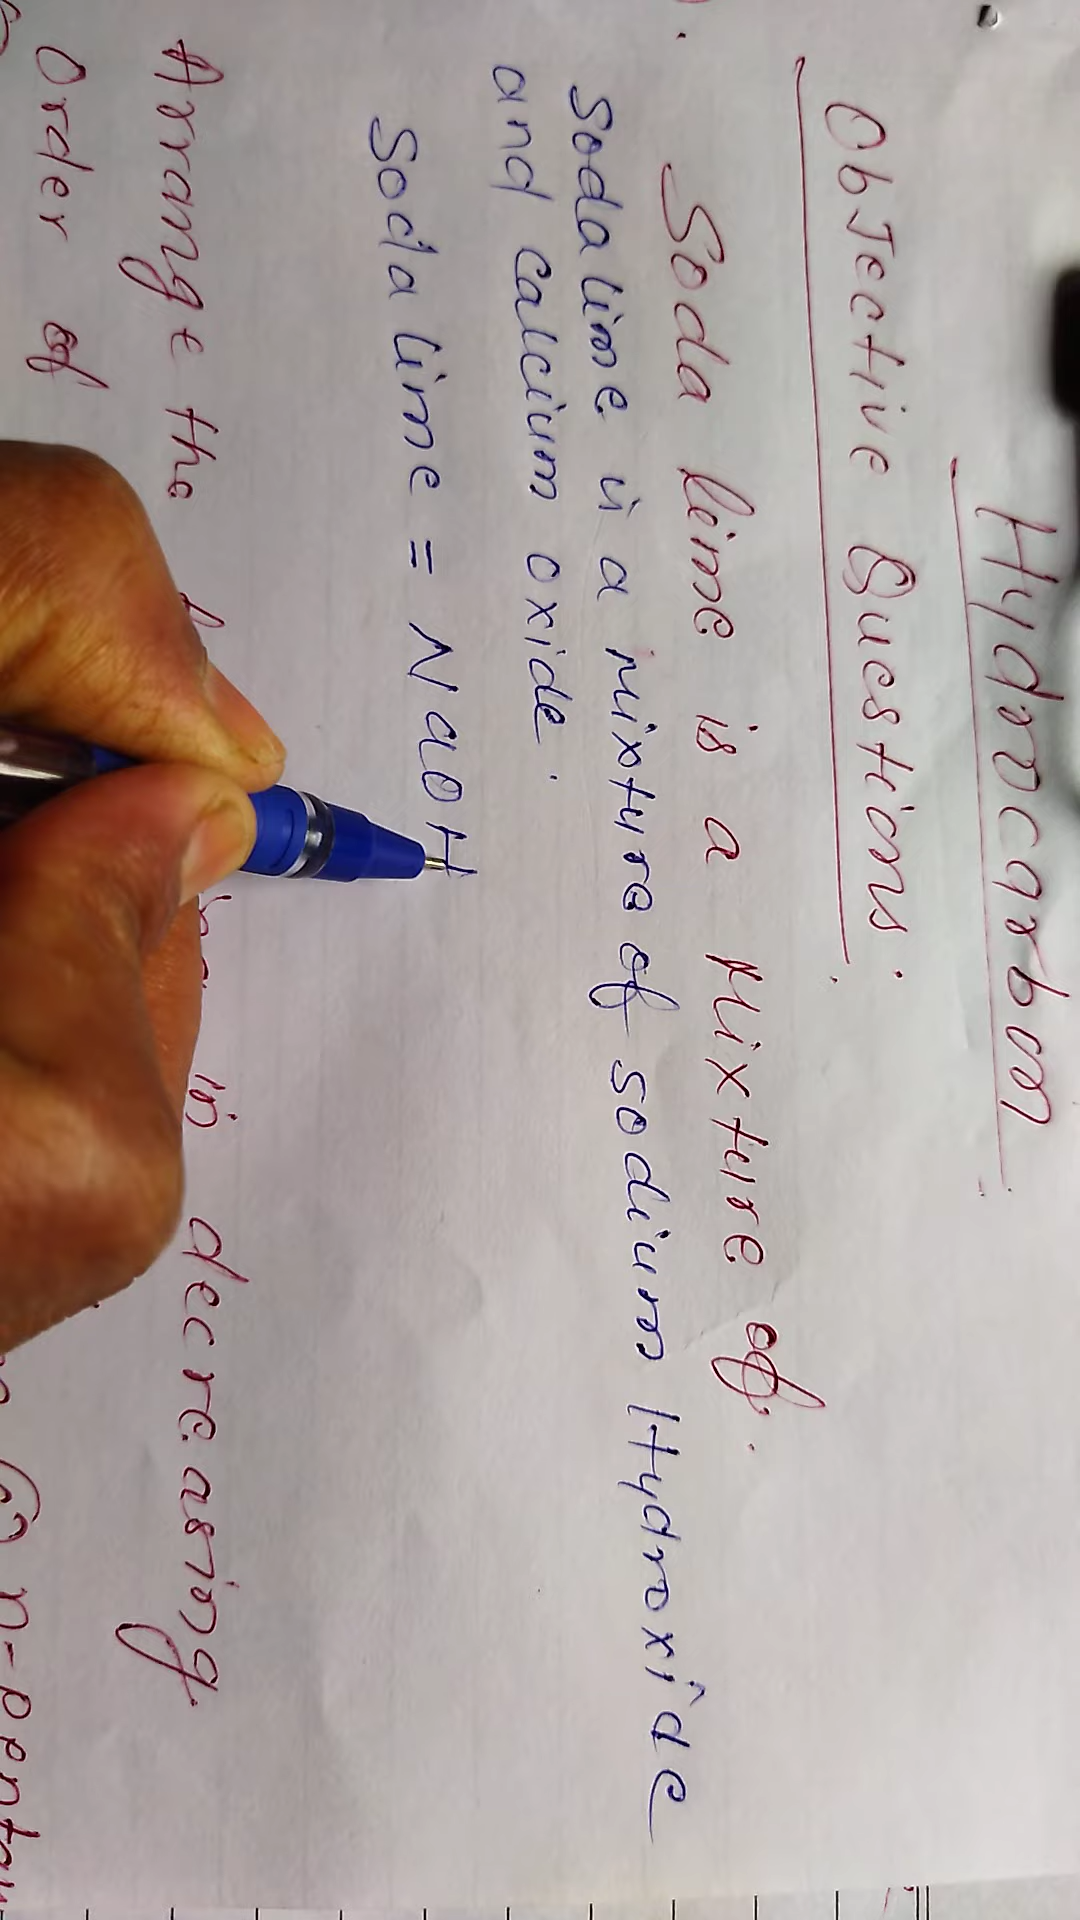 Hydrocarbon
Objective Questions:
Soda lime is a Mixture of.
Soda lime is a Mixture of sodium Hydroxide
and calcium oxide.
Soda lime = NaOH
Arrange the in decreasing
order of n-pentan